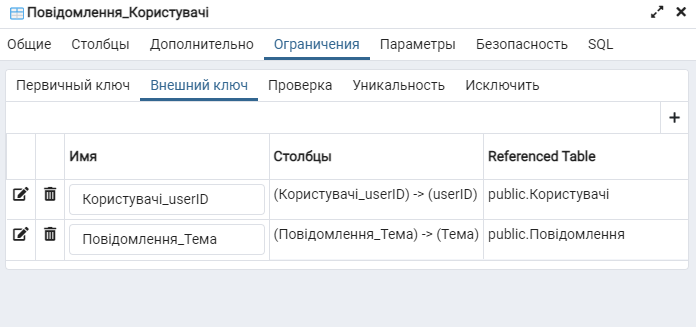 Повідомлення_Користувачі
Общие Столбцы Дополнительно Ограничения Параметры Безопасность SQL
Первичный ключ Внешний ключ Проверка Уникальность Исключить
Имя Столбцы Referenced Table
Користувачі_userID (Користувачі_userID) -> (userID) public.Користувачі
Повідомлення_Тема (Повідомлення_Тема) -> (Тема) public.Повідомлення